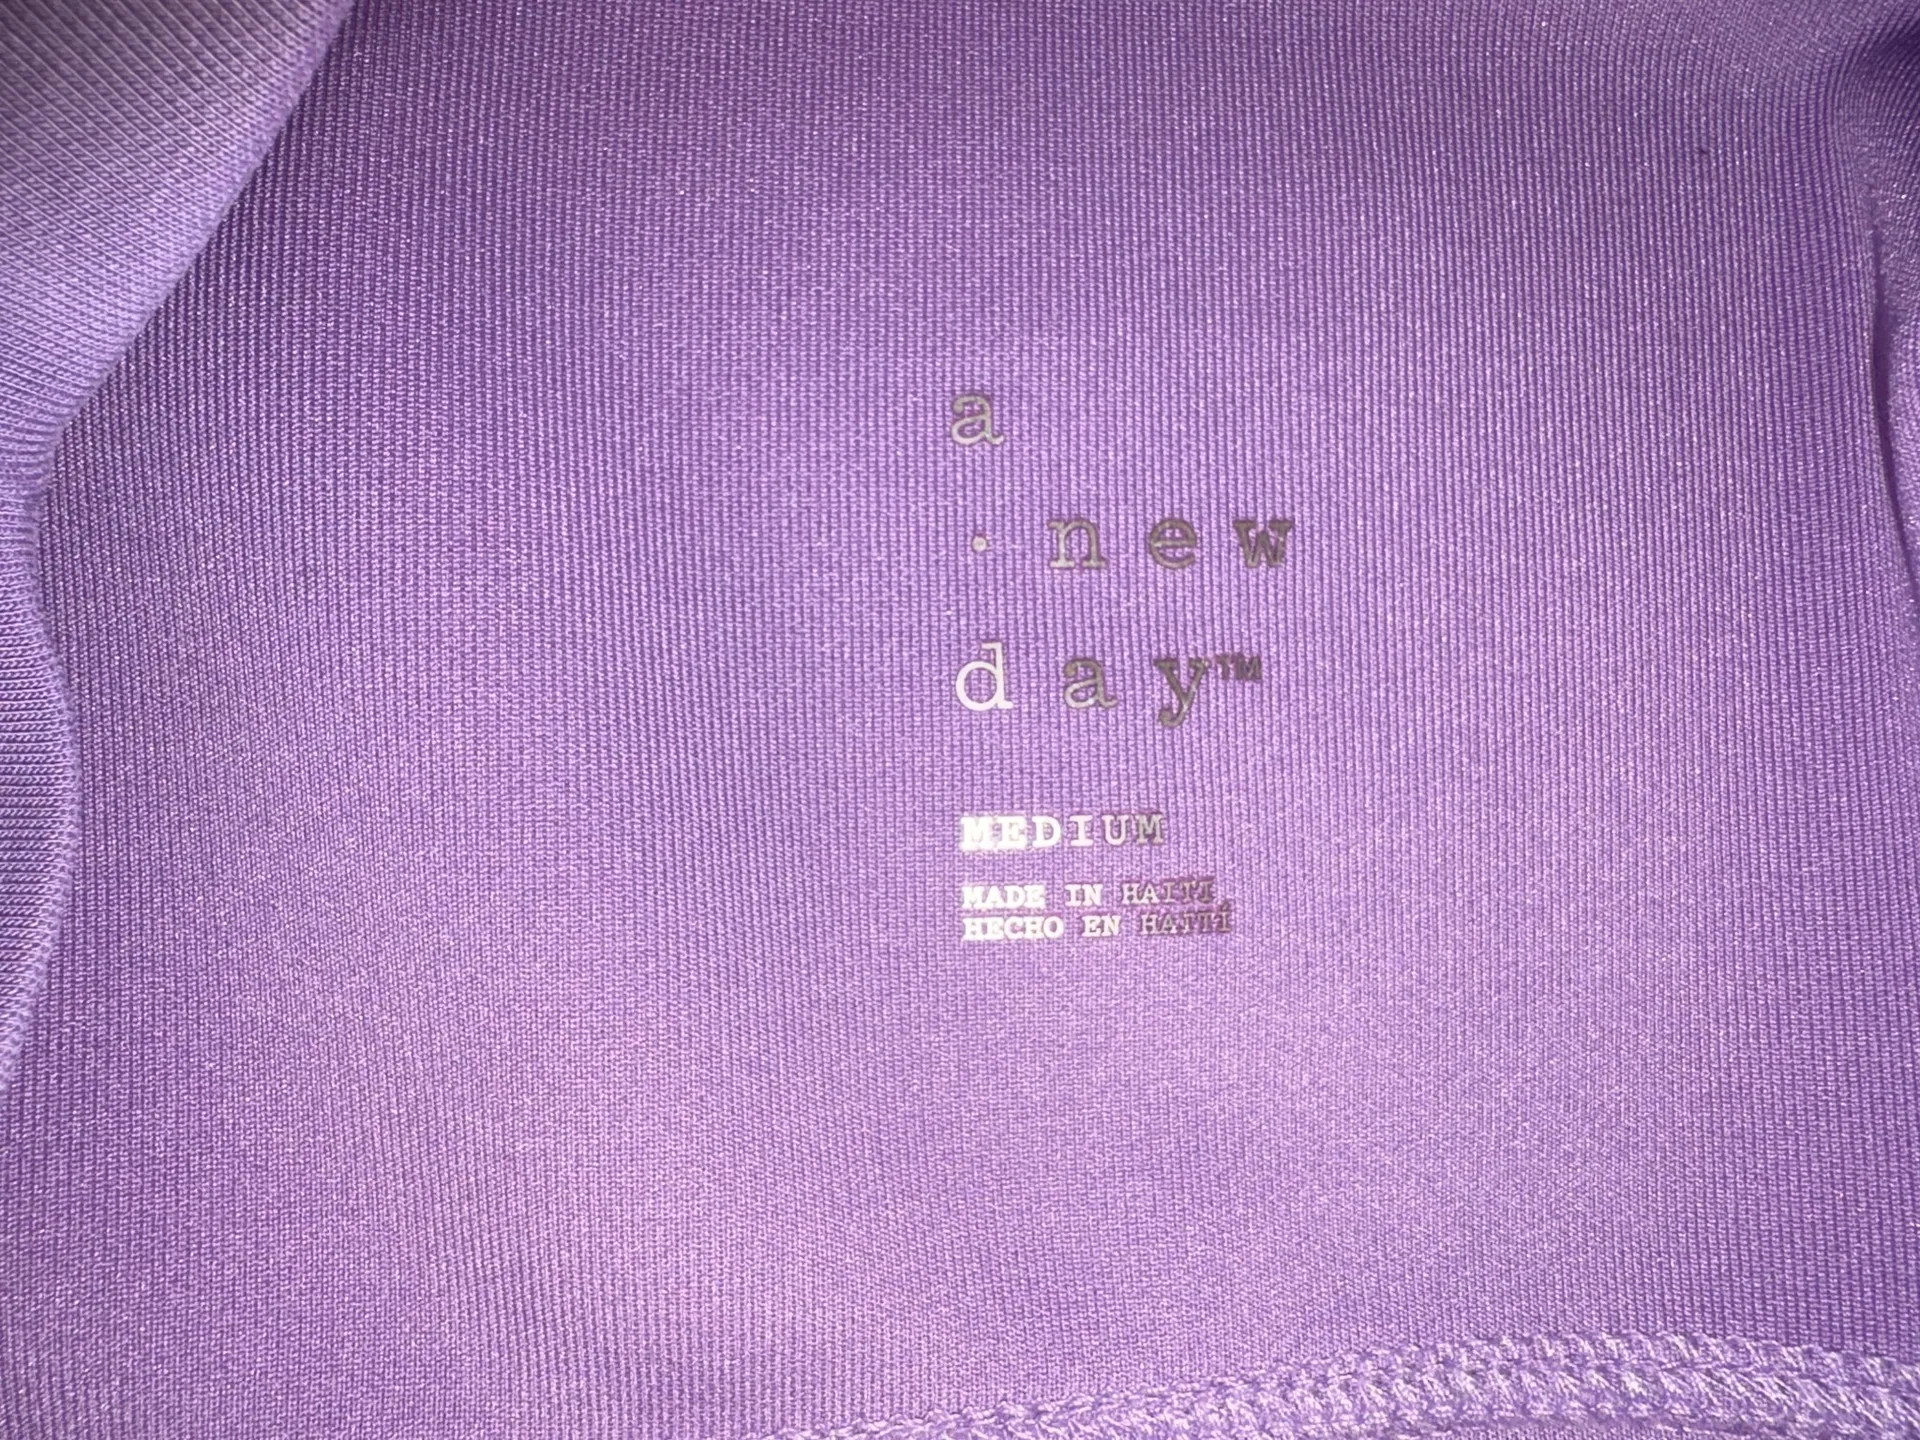 a
· new
day™
MEDIUM
MADE IN HAITI
HECHO EN HAITÍ